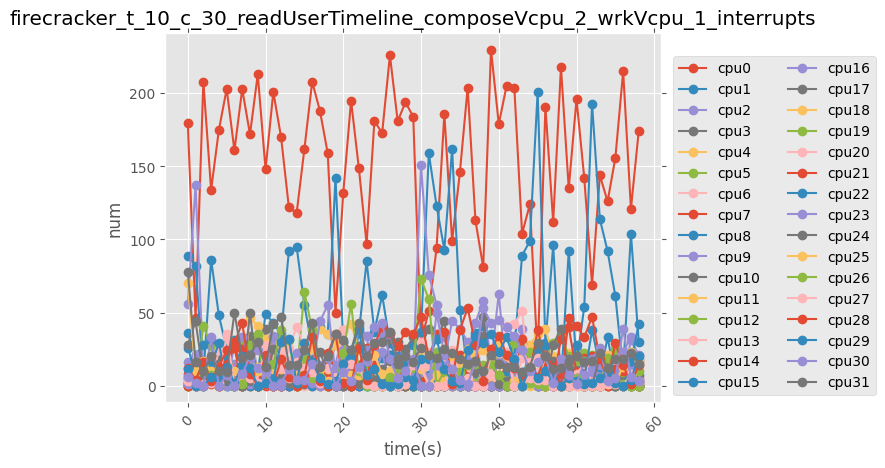 firecracker_t_10_c_30_readUserTimeline_composeVcpu_2_wrkVcpu_1_interrupts
200
150
100
50
0
num
0
10
20
30
40
50
60
time(s)
cpu0
cpu1
cpu2
cpu3
cpu4
cpu5
cpu6
cpu7
cpu8
cpu9
cpu10
cpu11
cpu12
cpu13
cpu14
cpu15
cpu16
cpu17
cpu18
cpu19
cpu20
cpu21
cpu22
cpu23
cpu24
cpu25
cpu26
cpu27
cpu28
cpu29
cpu30
cpu31